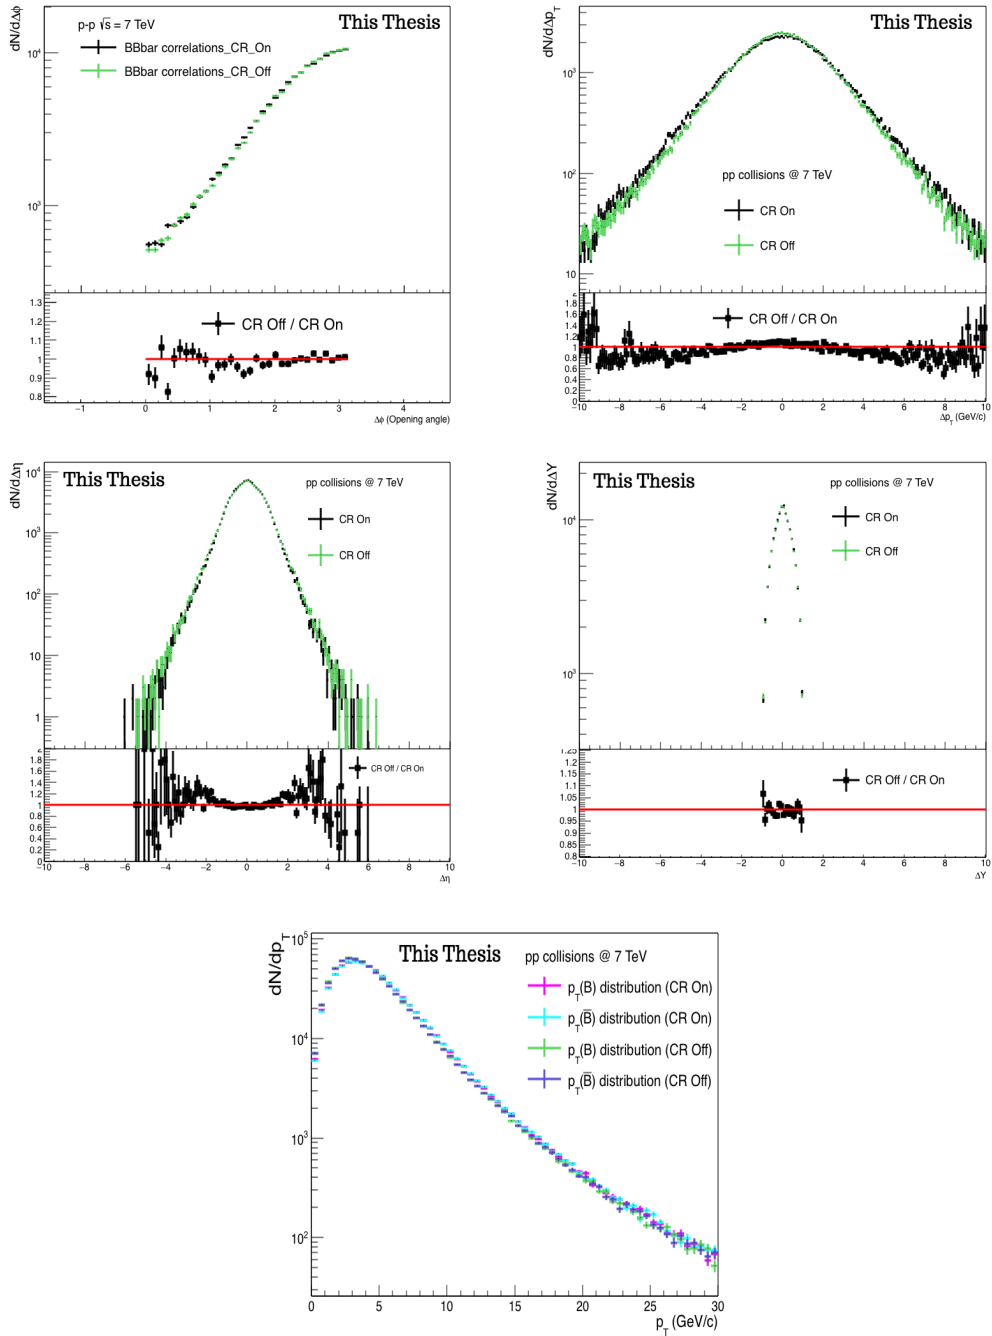 This Thesis
p-p √s = 7 TeV
BBbar correlations_CR_On
BBbar correlations_CR_Off
dN/dΔϕ
10⁴
10³
CR Off / CR On
1.3
1.2
1.1
1
0.9
0.8
−1 0 1 2 3 4
Δϕ (Opening angle)
This Thesis
dN/dΔp_T
10³
10²
10
pp collisions @ 7 TeV
CR On
CR Off
CR Off / CR On
1.8
1.6
1.4
1.2
1
0.8
0.6
0.4
0.2
0
−10 −8 −6 −4 −2 0 2 4 6 8 10
Δp_T (GeV/c)
This Thesis
pp collisions @ 7 TeV
dN/dΔη
10⁴
10³
10²
10
1
CR On
CR Off
CR Off / CR On
2
1.8
1.6
1.4
1.2
1
0.8
0.6
0.4
0.2
0
−10 −8 −6 −4 −2 0 2 4 6 8 10
Δη
This Thesis
pp collisions @ 7 TeV
dN/dΔY
10⁴
10³
CR On
CR Off
CR Off / CR On
1.25
1.2
1.15
1.1
1.05
1
0.95
0.9
0.85
0.8
−10 −8 −6 −4 −2 0 2 4 6 8 10
ΔY
This Thesis
pp collisions @ 7 TeV
dN/dp_T
10⁵
10⁴
10³
10²
p_T(B) distribution (CR On)
p_T(B̅) distribution (CR On)
p_T(B) distribution (CR Off)
p_T(B̅) distribution (CR Off)
0 5 10 15 20 25 30
p_T (GeV/c)